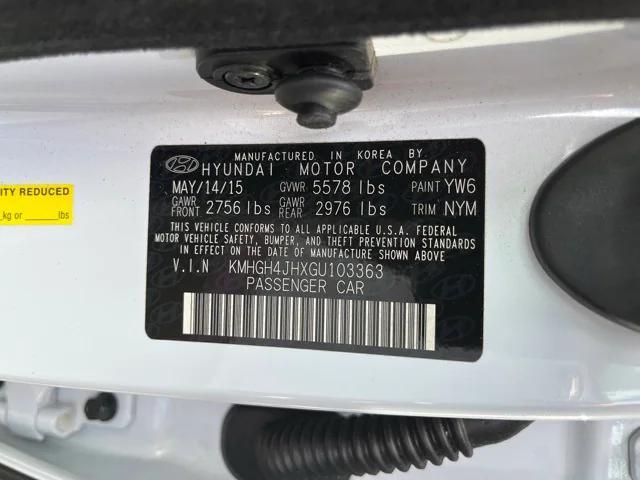 MANUFACTURED IN KOREA BY
HYUNDAI MOTOR COMPANY
MAY/14/15 GVWR 5578 lbs PAINT YW6
GAWR FRONT 2756 lbs GAWR REAR 2976 lbs TRIM NYM
THIS VEHICLE CONFORMS TO ALL APPLICABLE U.S.A. FEDERAL
MOTOR VEHICLE SAFETY, BUMPER, AND THEFT PREVENTION STANDARDS
IN EFFECT ON THE DATE OF MANUFACTURE SHOWN ABOVE.
V.I.N KMHGH4JHXGU103363
PASSENGER CAR
ITY REDUCED
kg or ______lbs